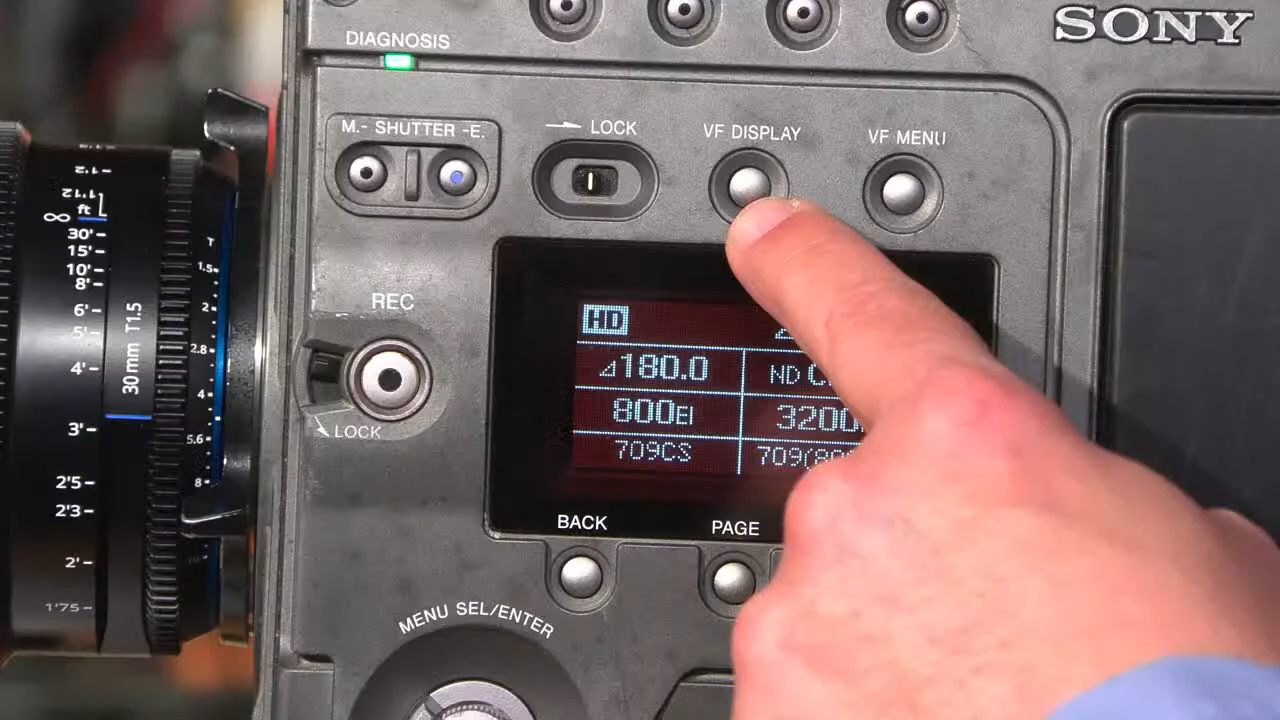 SONY
DIAGNOSIS
M.- SHUTTER -E.
LOCK
VF DISPLAY
VF MENU
REC
LOCK
HD
180.0
ND
800EI
3200
709CS
BACK
PAGE
MENU SEL/ENTER
30mm T1.5
ft
∞
30'
15'
10'
8'
6'
5'
4'
3'
2'5
2'3
2'
1'75
T
1.5
2
2.8
4
5.6
8